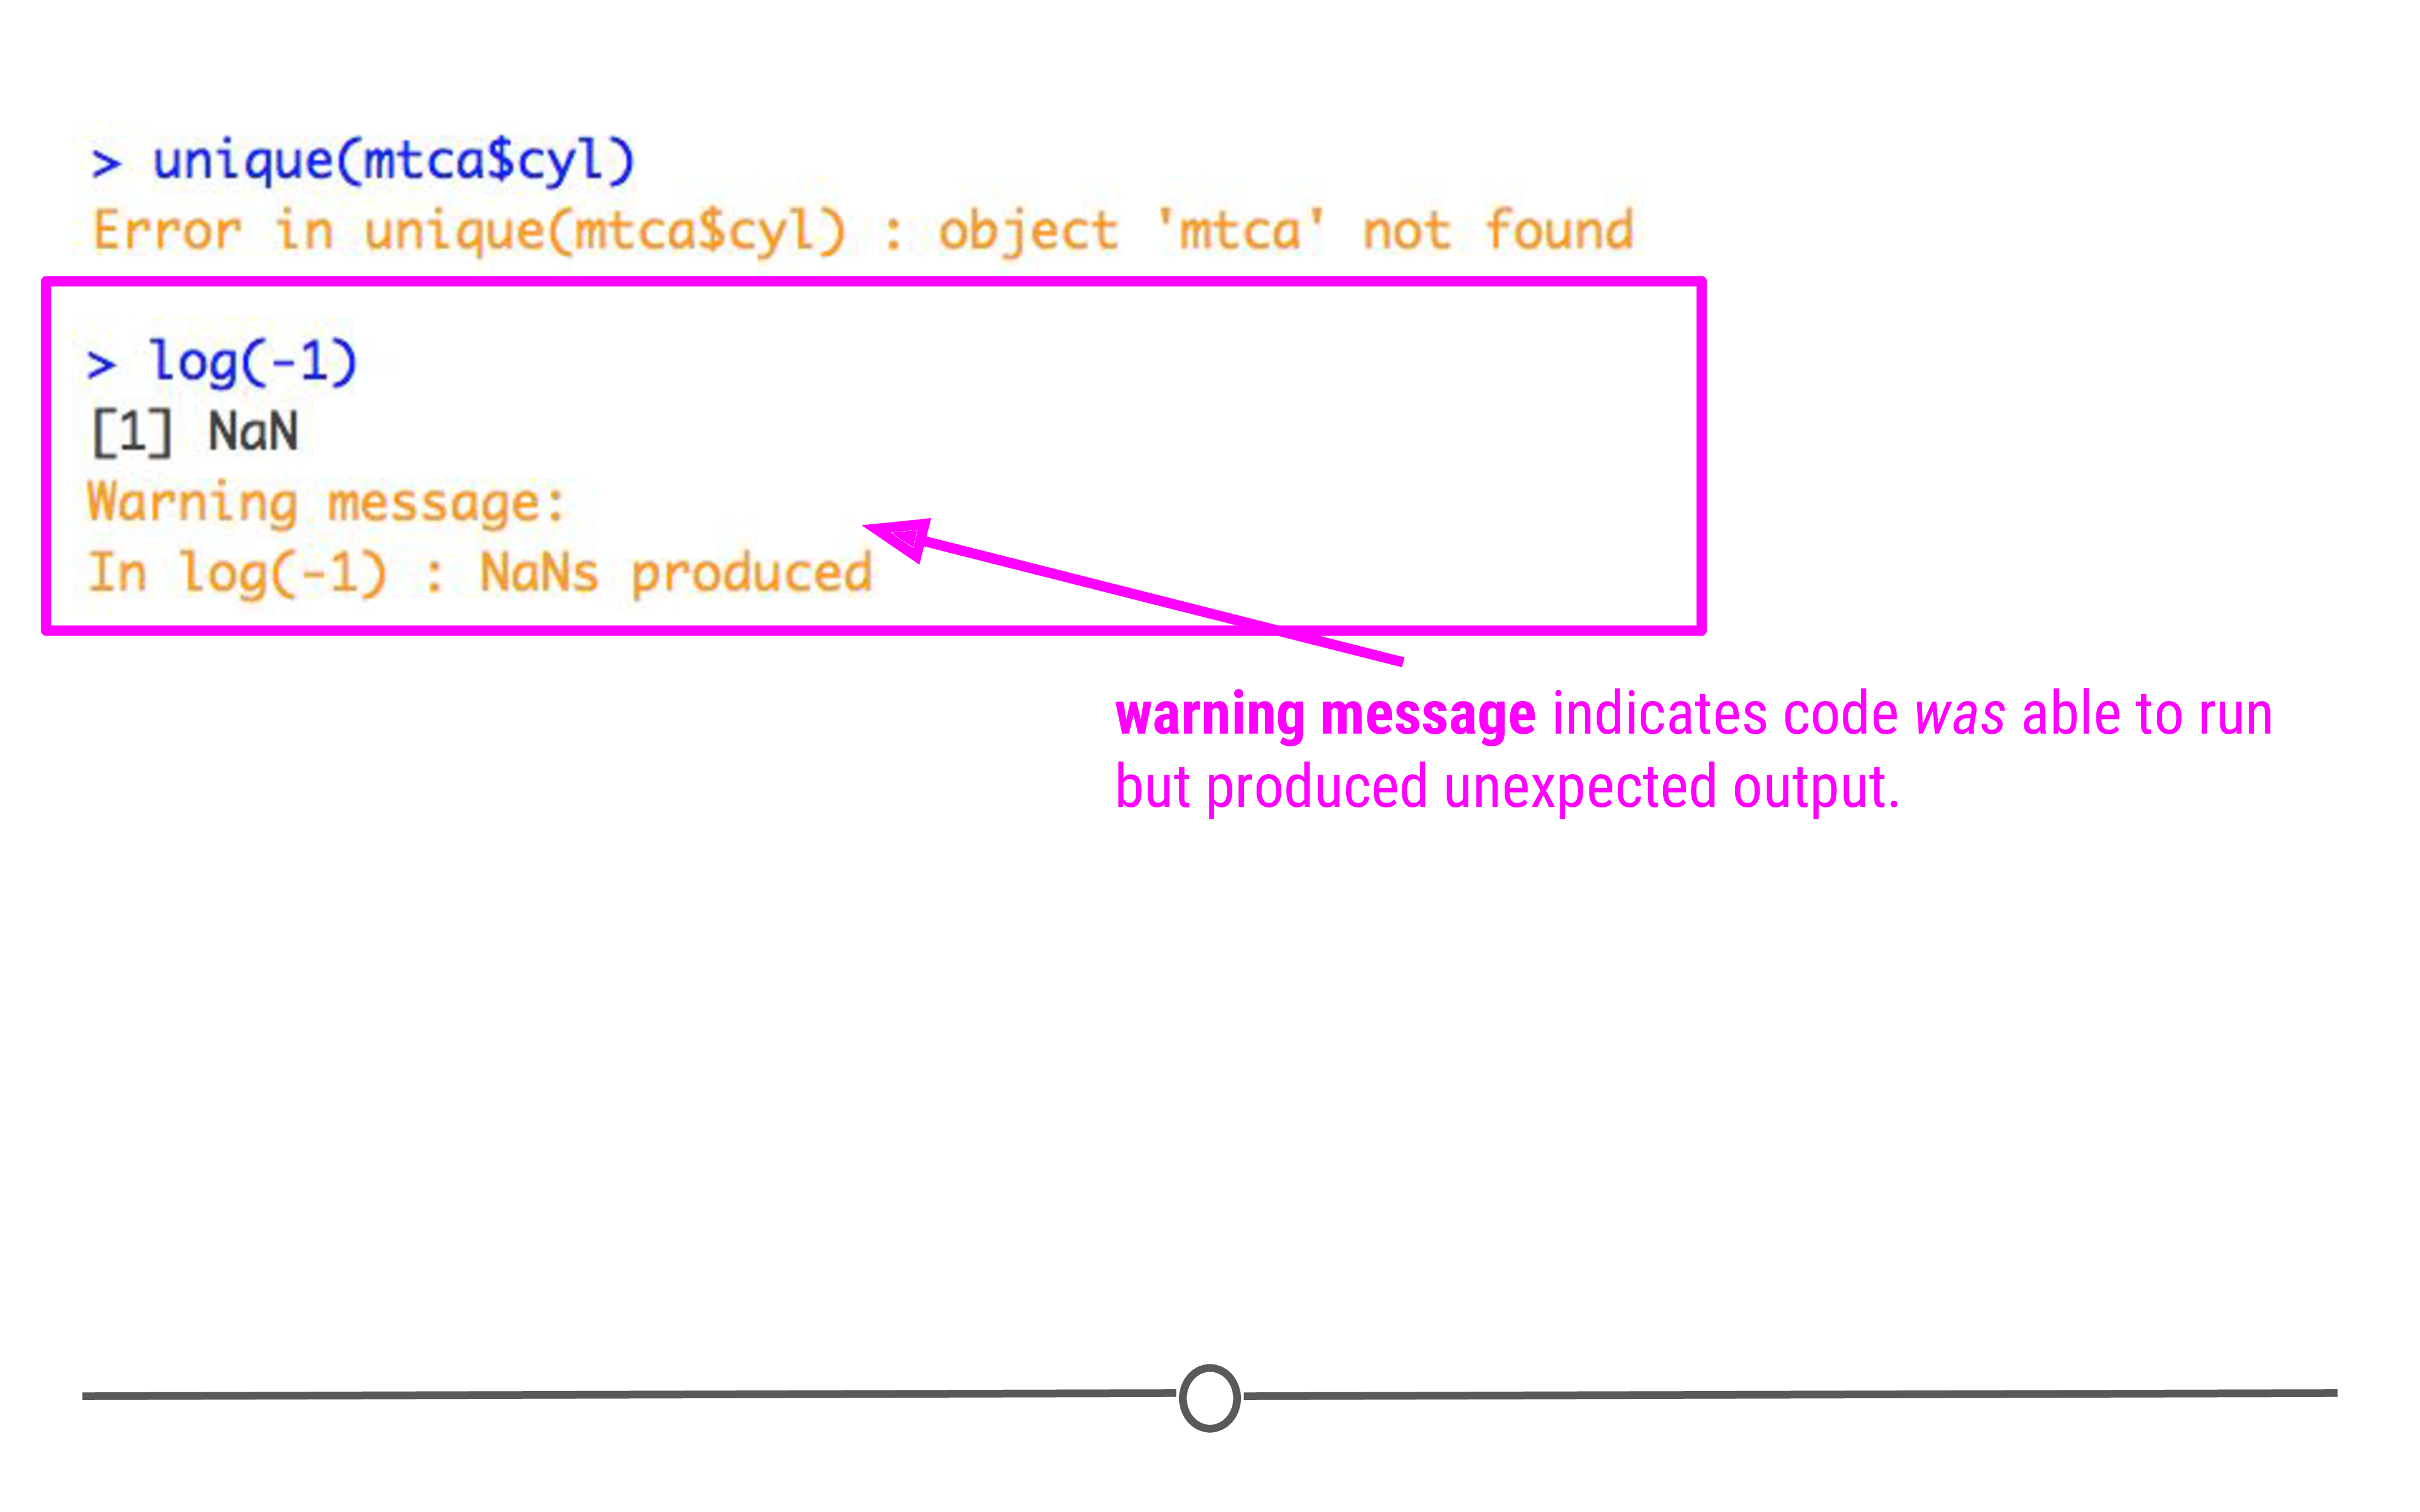 > unique(mtca$cyl)
Error in unique(mtca$cyl) : object 'mtca' not found
> log(-1)
[1] NaN
Warning message:
In log(-1) : NaNs produced
warning message indicates code was able to run
but produced unexpected output.